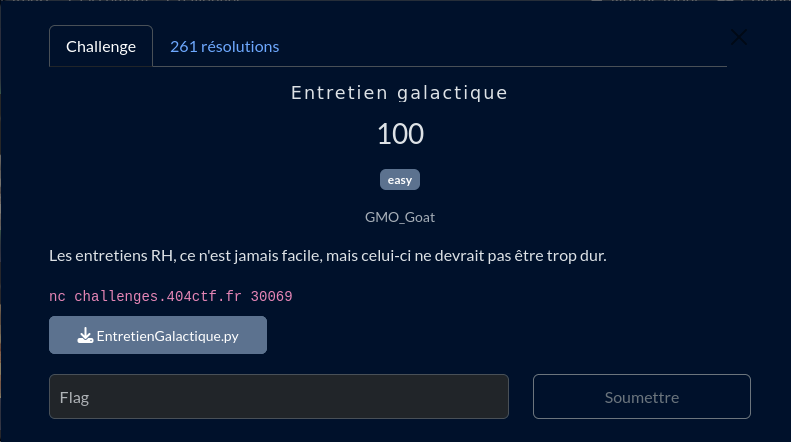 Challenge
261 résolutions
Entretien galactique
100
easy
GMO_Goat
Les entretiens RH, ce n'est jamais facile, mais celui-ci ne devrait pas être trop dur.
nc challenges.404ctf.fr 30069
EntretienGalactique.py
Flag
Soumettre